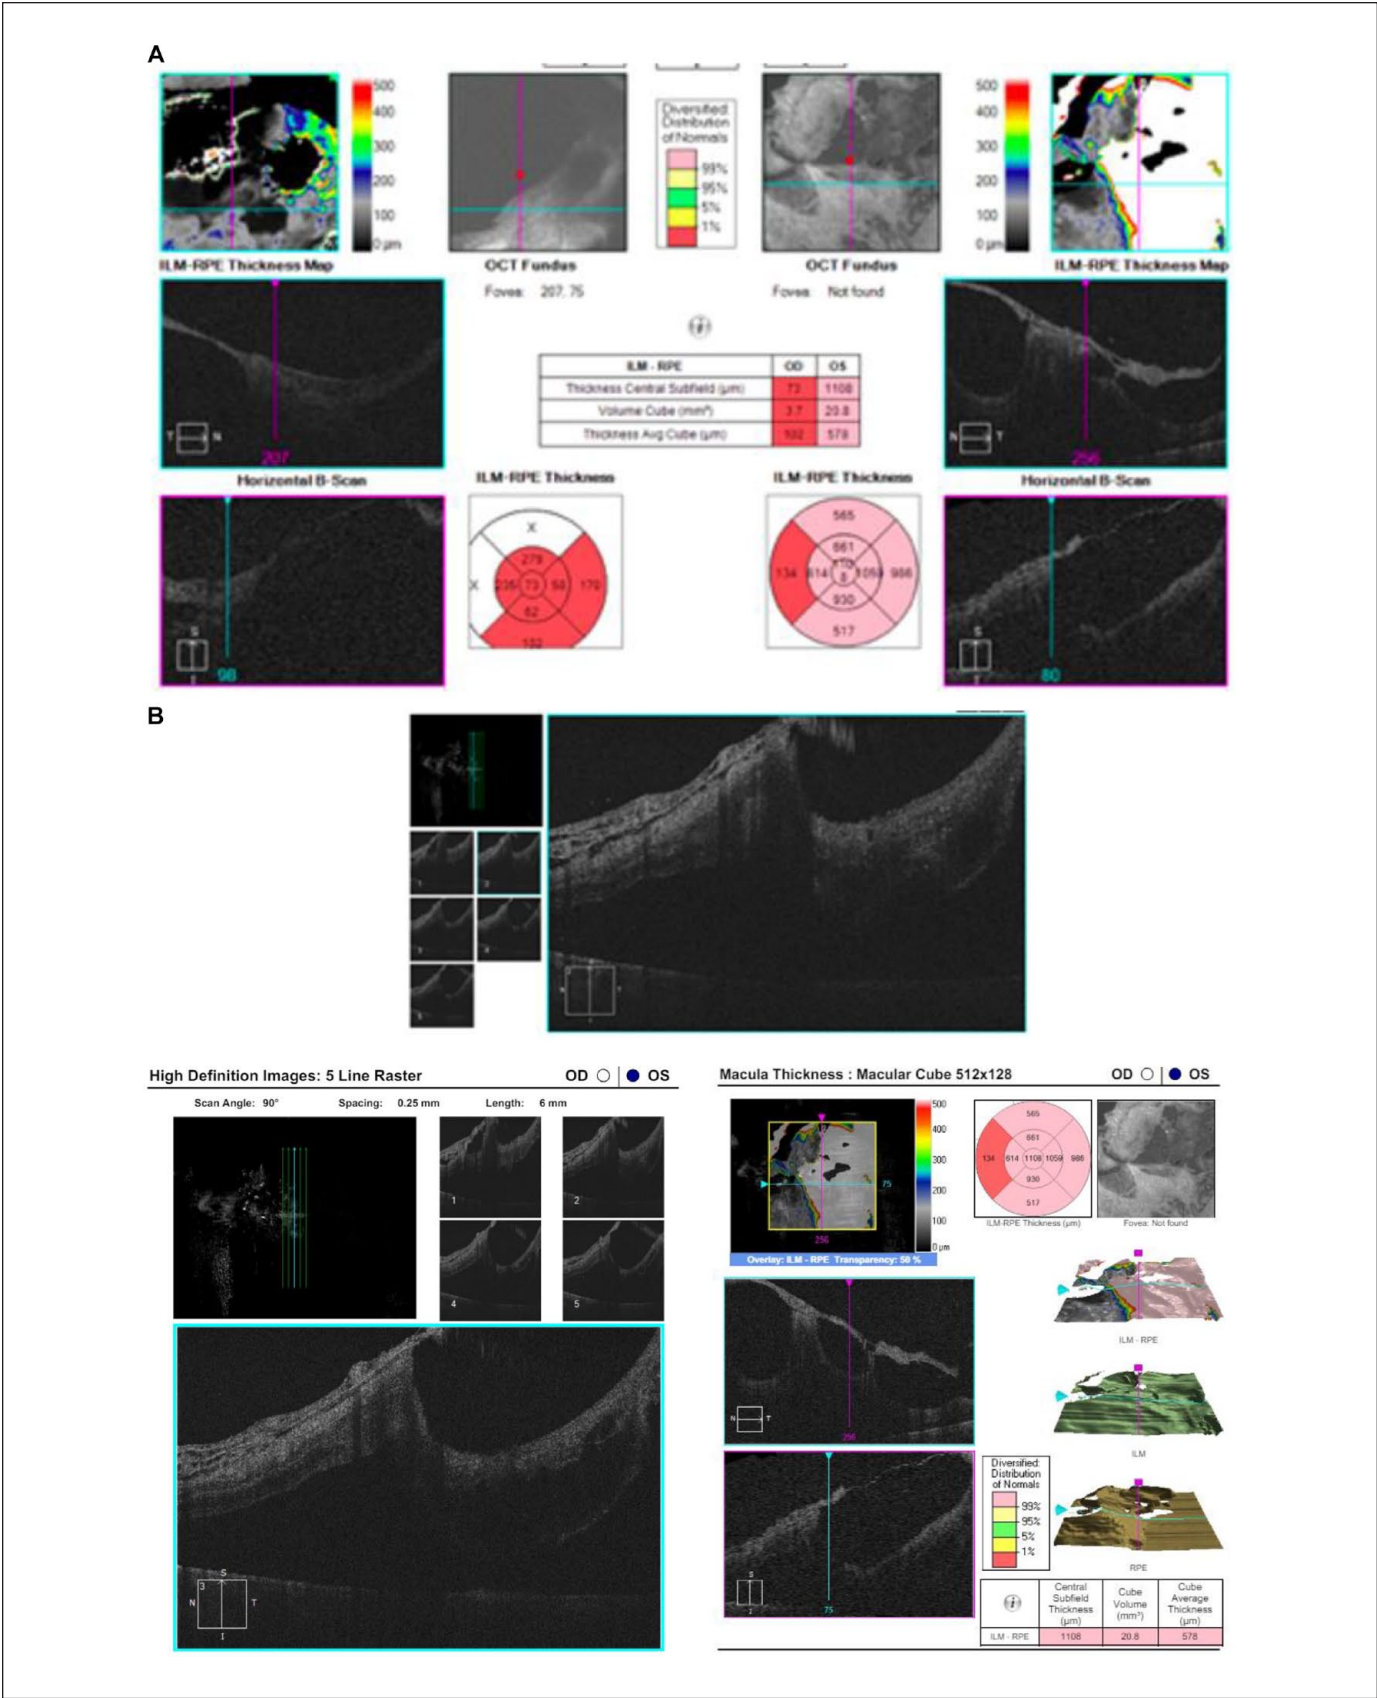 A
500
400
300
200
100
0 µm
ILM-RPE Thickness Map
OCT Fundus
Fovea: 207, 75
Diversified:
Distribution
of Normals
99%
95%
5%
1%
OCT Fundus
Fovea: Not found
500
400
300
200
100
0 µm
ILM-RPE Thickness Map
T N
207
Horizontal B-Scan
ILM - RPE OD OS
Thickness Central Subfield (µm) 73 1108
Volume Cube (mm³) 3.7 20.8
Thickness Avg Cube (µm) 102 578
N T
256
Horizontal B-Scan
S
I
98
ILM-RPE Thickness
X
279
X 73 170
62
102
ILM-RPE Thickness
565
661
134 614 1108 1059 986
930
517
S
I
80
B
1
2
3
4
5
High Definition Images: 5 Line Raster OD OS
Scan Angle: 90° Spacing: 0.25 mm Length: 6 mm
1
2
4
5
3
S
N T
I
Macula Thickness : Macular Cube 512x128 OD OS
75
256
500
400
300
200
100
0 µm
Overlay: ILM - RPE Transparency: 50 %
565
661
134 614 1108 1059 986
930
517
ILM-RPE Thickness (µm)
Fovea: Not found
N T
256
ILM - RPE
ILM
S
75
Diversified:
Distribution
of Normals
99%
95%
5%
1%
RPE
Central Subfield Thickness (µm)
Cube Volume (mm³)
Cube Average Thickness (µm)
ILM - RPE 1108 20.8 578